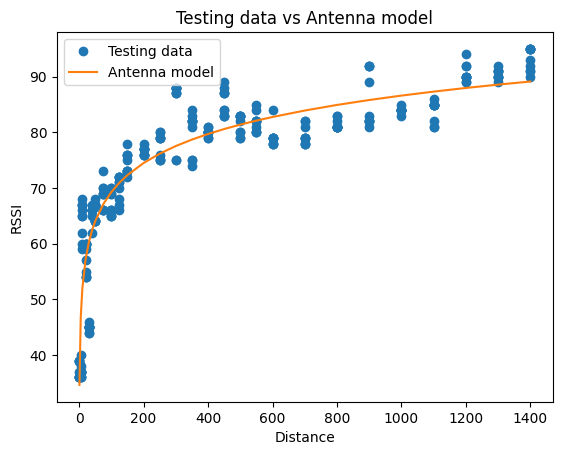 Testing data vs Antenna model
Testing data
Antenna model
90
80
70
60
50
40
RSSI
0 200 400 600 800 1000 1200 1400
Distance